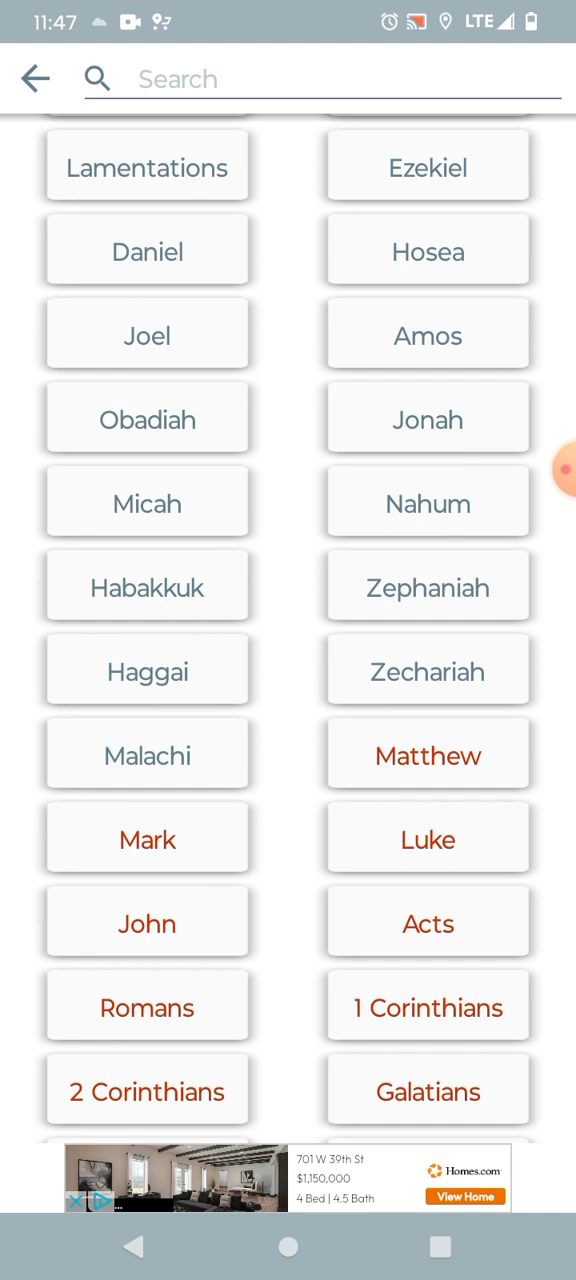 11:47 LTE
Search
Lamentations Ezekiel
Daniel Hosea
Joel Amos
Obadiah Jonah
Micah Nahum
Habakkuk Zephaniah
Haggai Zechariah
Malachi Matthew
Mark Luke
John Acts
Romans 1 Corinthians
2 Corinthians Galatians
701 W 39th St
$1,150,000
4 Bed | 4.5 Bath
Homes.com
View Home
...